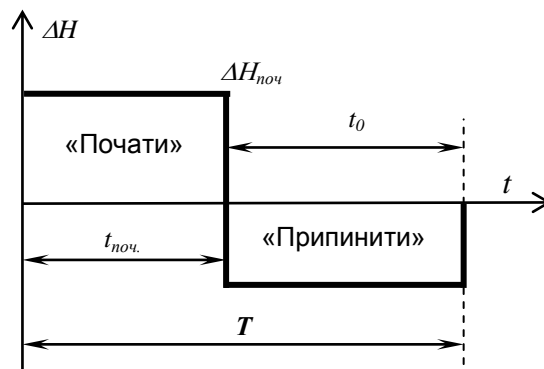 ΔH
ΔHпоч
«Почати»
t0
t
tпоч.
«Припинити»
T